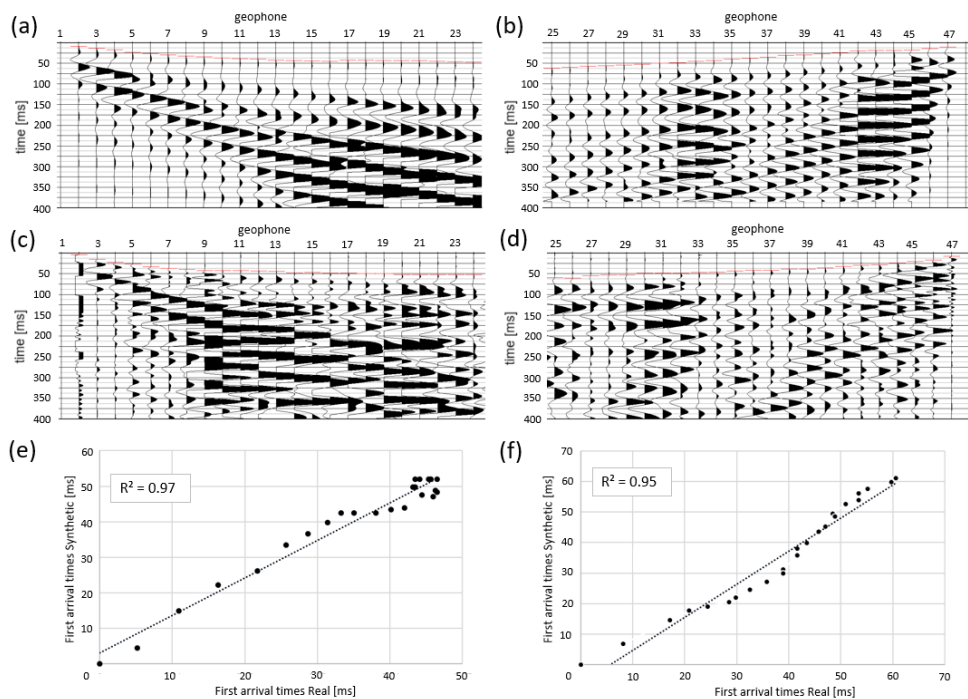 (a)
geophone
1 3 5 7 9 11 13 15 17 19 21 23
time [ms]
50
100
150
200
250
300
350
400
(b)
geophone
25 27 29 31 33 35 37 39 41 43 45 47
time [ms]
50
100
150
200
250
300
350
400
(c)
geophone
1 3 5 7 9 11 13 15 17 19 21 23
time [ms]
50
100
150
200
250
300
350
400
(d)
geophone
25 27 29 31 33 35 37 39 41 43 45 47
time [ms]
50
100
150
200
250
300
350
400
(e)
R² = 0.97
First arrival times Synthetic [ms]
60
50
40
30
20
10
0 10 20 30 40 50
First arrival times Real [ms]
(f)
R² = 0.95
First arrival times Synthetic [ms]
70
60
50
40
30
20
10
0
0 10 20 30 40 50 60 70
First arrival times Real [ms]